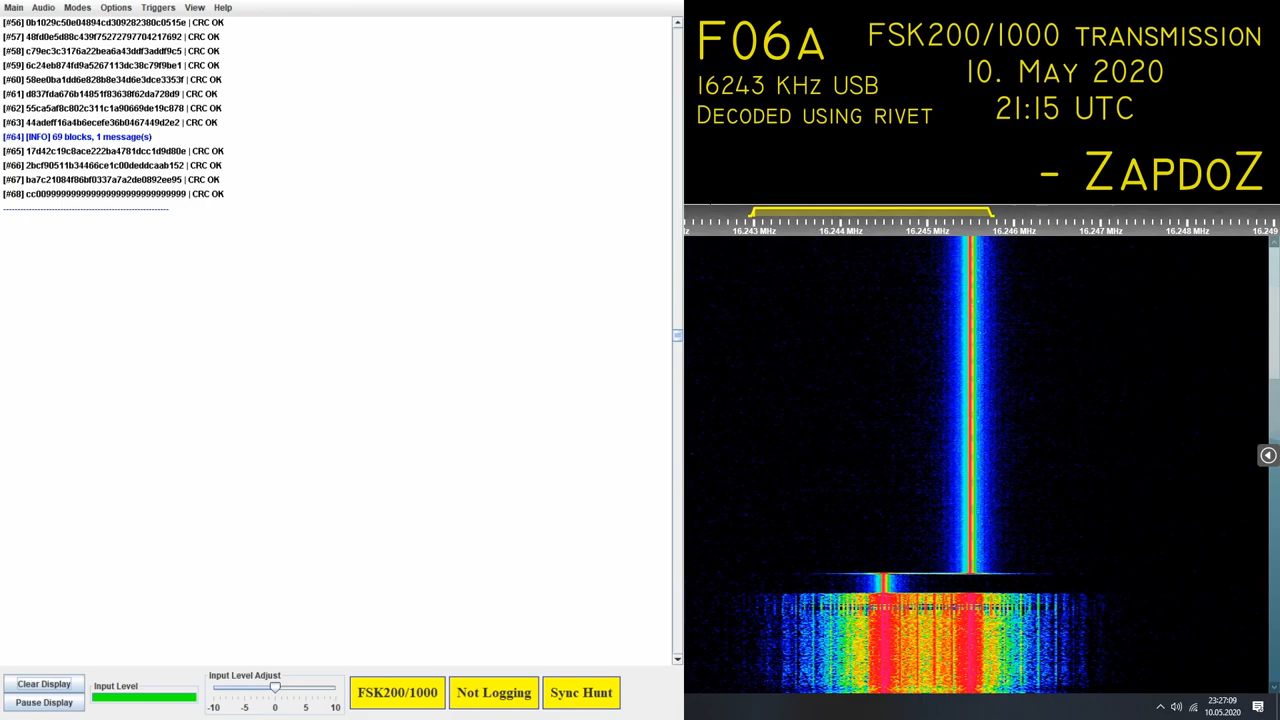 Main Audio Modes Options Triggers View Help
[#56] 0b1029c50e04894cd309282380c0515e | CRC OK
[#57] 48fd0e5d88c439f75272797704217692 | CRC OK
[#58] c79ec3c3176a22bea6a43ddf3addf9c5 | CRC OK
[#59] 6c24eb874fd9a5267113dc38c79f9be1 | CRC OK
[#60] 58ee0ba1dd6e828b8e34d6e3dce3353f | CRC OK
[#61] d837fda676b14851f83638f62da728d9 | CRC OK
[#62] 55ca5af8c802c311c1a90669de19c878 | CRC OK
[#63] 44adeff16a4b6ecefe36b0467449d2e2 | CRC OK
[#64] [INFO] 69 blocks, 1 message(s)
[#65] 17d42c19c8ace222ba4781dcc1d9d80e | CRC OK
[#66] 2bcf90511b34466ce1c00deddcaab152 | CRC OK
[#67] ba7c21084f86bf0337a7a2de0892ee95 | CRC OK
[#68] cc009999999999999999999999999999 | CRC OK
------------------------------------------------------------
Clear Display
Pause Display
Input Level
Input Level Adjust
-10 -5 0 5 10
FSK200/1000
Not Logging
Sync Hunt
F06A
16243 KHz USB
Decoded using rivet
FSK200/1000 transmission
10. May 2020
21:15 UTC
- ZapdoZ
z 16.243 MHz 16.244 MHz 16.245 MHz 16.246 MHz 16.247 MHz 16.248 MHz 16.249
23:27:09
10.05.2020